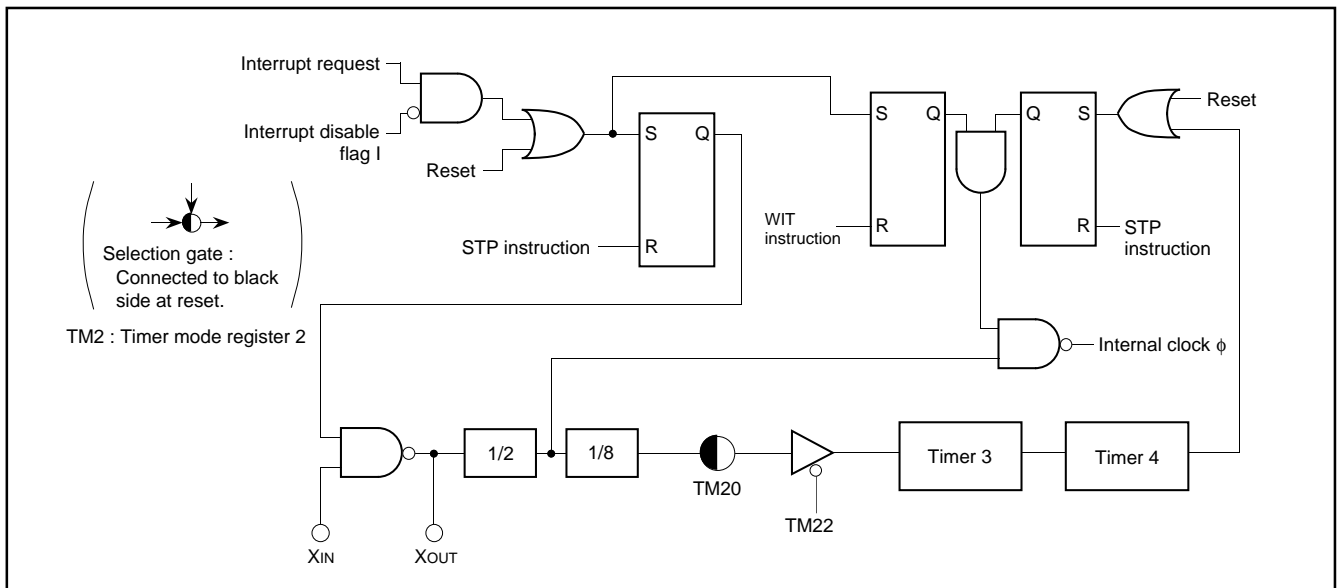 Interrupt request
Interrupt disable
flag I
Reset
S
Q
R
STP instruction
S
Q
R
WIT
instruction
Q
S
R
Reset
STP
instruction
Selection gate :
Connected to black
side at reset.
TM2 : Timer mode register 2
Internal clock ϕ
1/2
1/8
TM20
TM22
Timer 3
Timer 4
XIN
XOUT